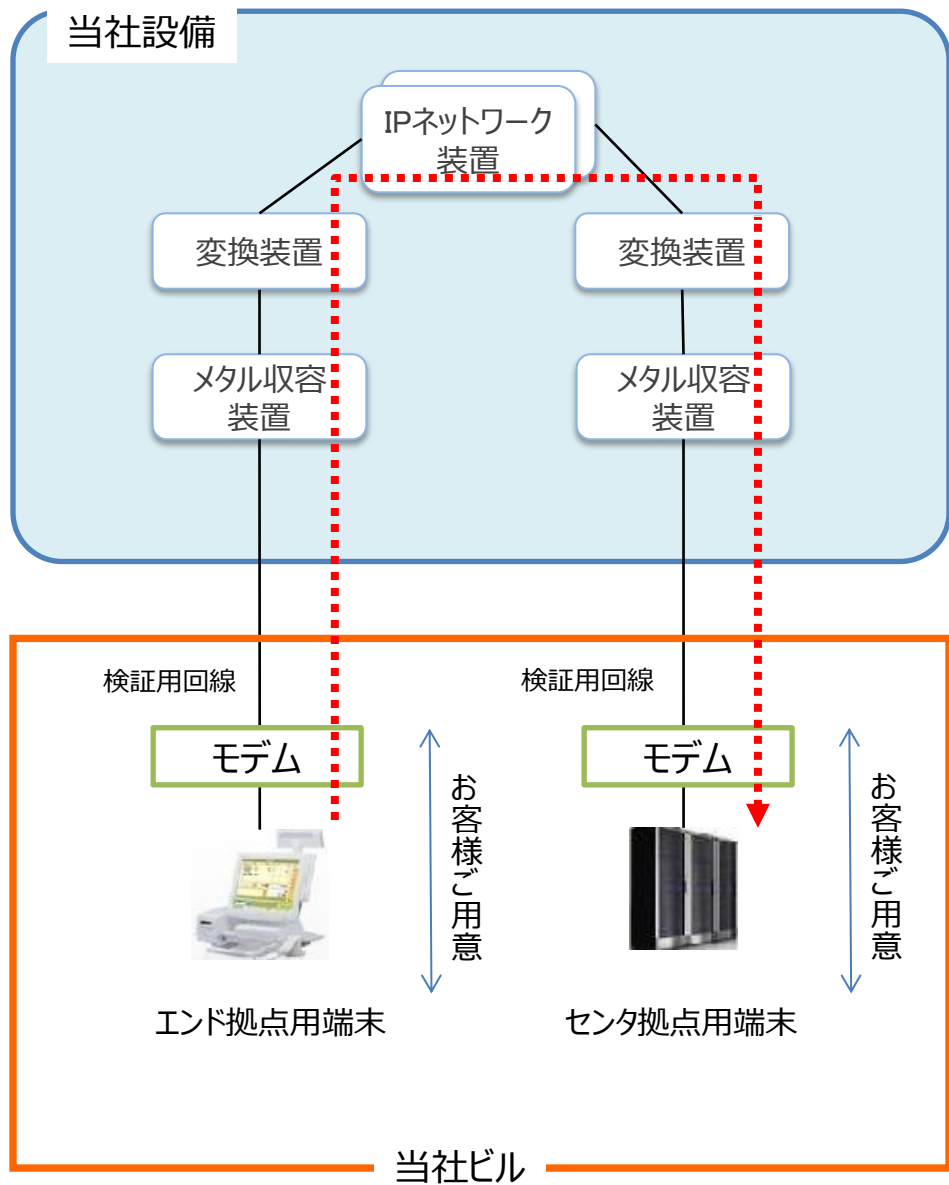 当社設備
IPネットワーク
装置
変換装置
変換装置
メタル収容
装置
メタル収容
装置
検証用回線
検証用回線
モデム
モデム
お客様ご用意
お客様ご用意
エンド拠点用端末
センタ拠点用端末
当社ビル